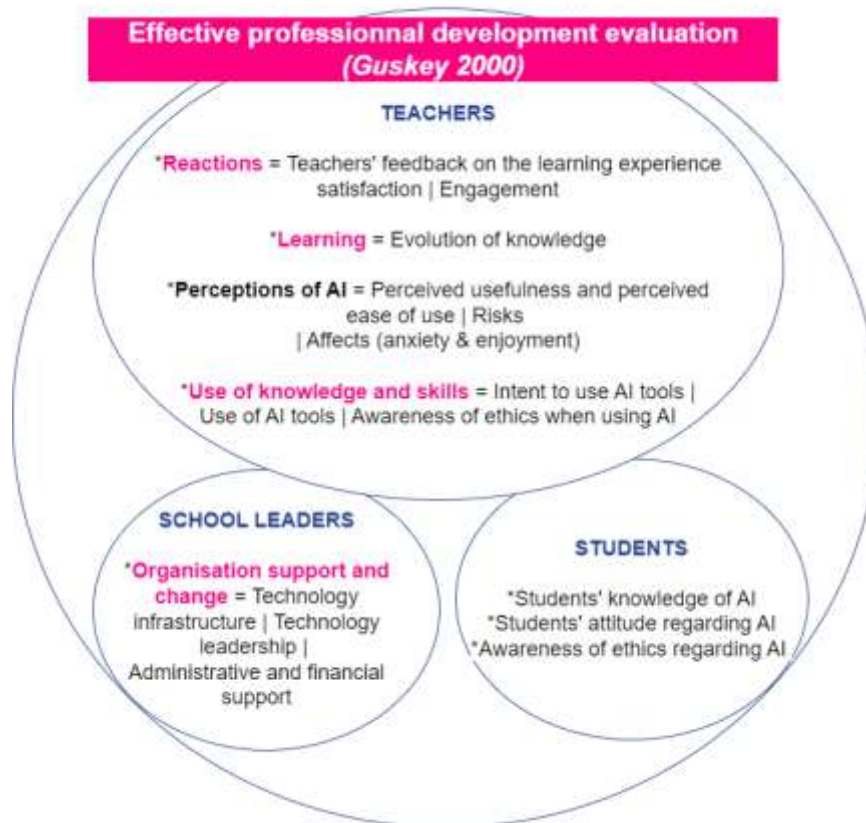 Effective professionnal development evaluation
(Guskey 2000)
TEACHERS
*Reactions = Teachers' feedback on the learning experience
satisfaction | Engagement
*Learning = Evolution of knowledge
*Perceptions of AI = Perceived usefulness and perceived
ease of use | Risks
| Affects (anxiety & enjoyment)
*Use of knowledge and skills = Intent to use AI tools |
Use of AI tools | Awareness of ethics when using AI
SCHOOL LEADERS
*Organisation support and
change = Technology
infrastructure | Technology
leadership |
Administrative and financial
support
STUDENTS
*Students' knowledge of AI
*Students' attitude regarding AI
*Awareness of ethics regarding AI